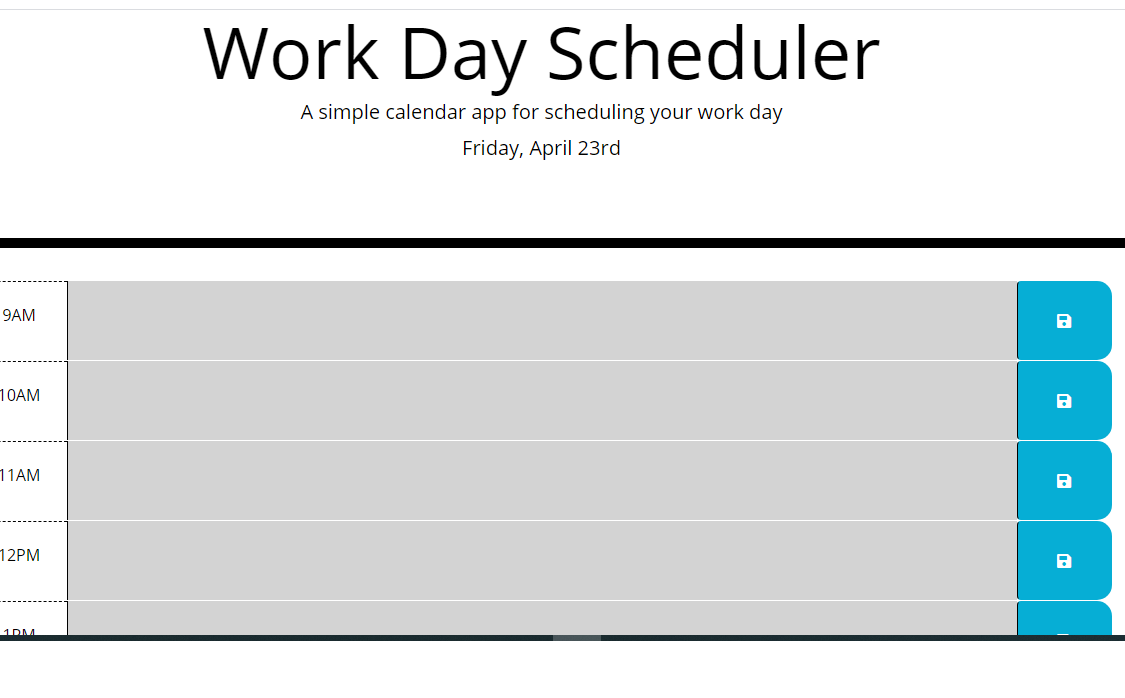 Work Day Scheduler
A simple calendar app for scheduling your work day
Friday, April 23rd
9AM
10AM
11AM
12PM
1PM